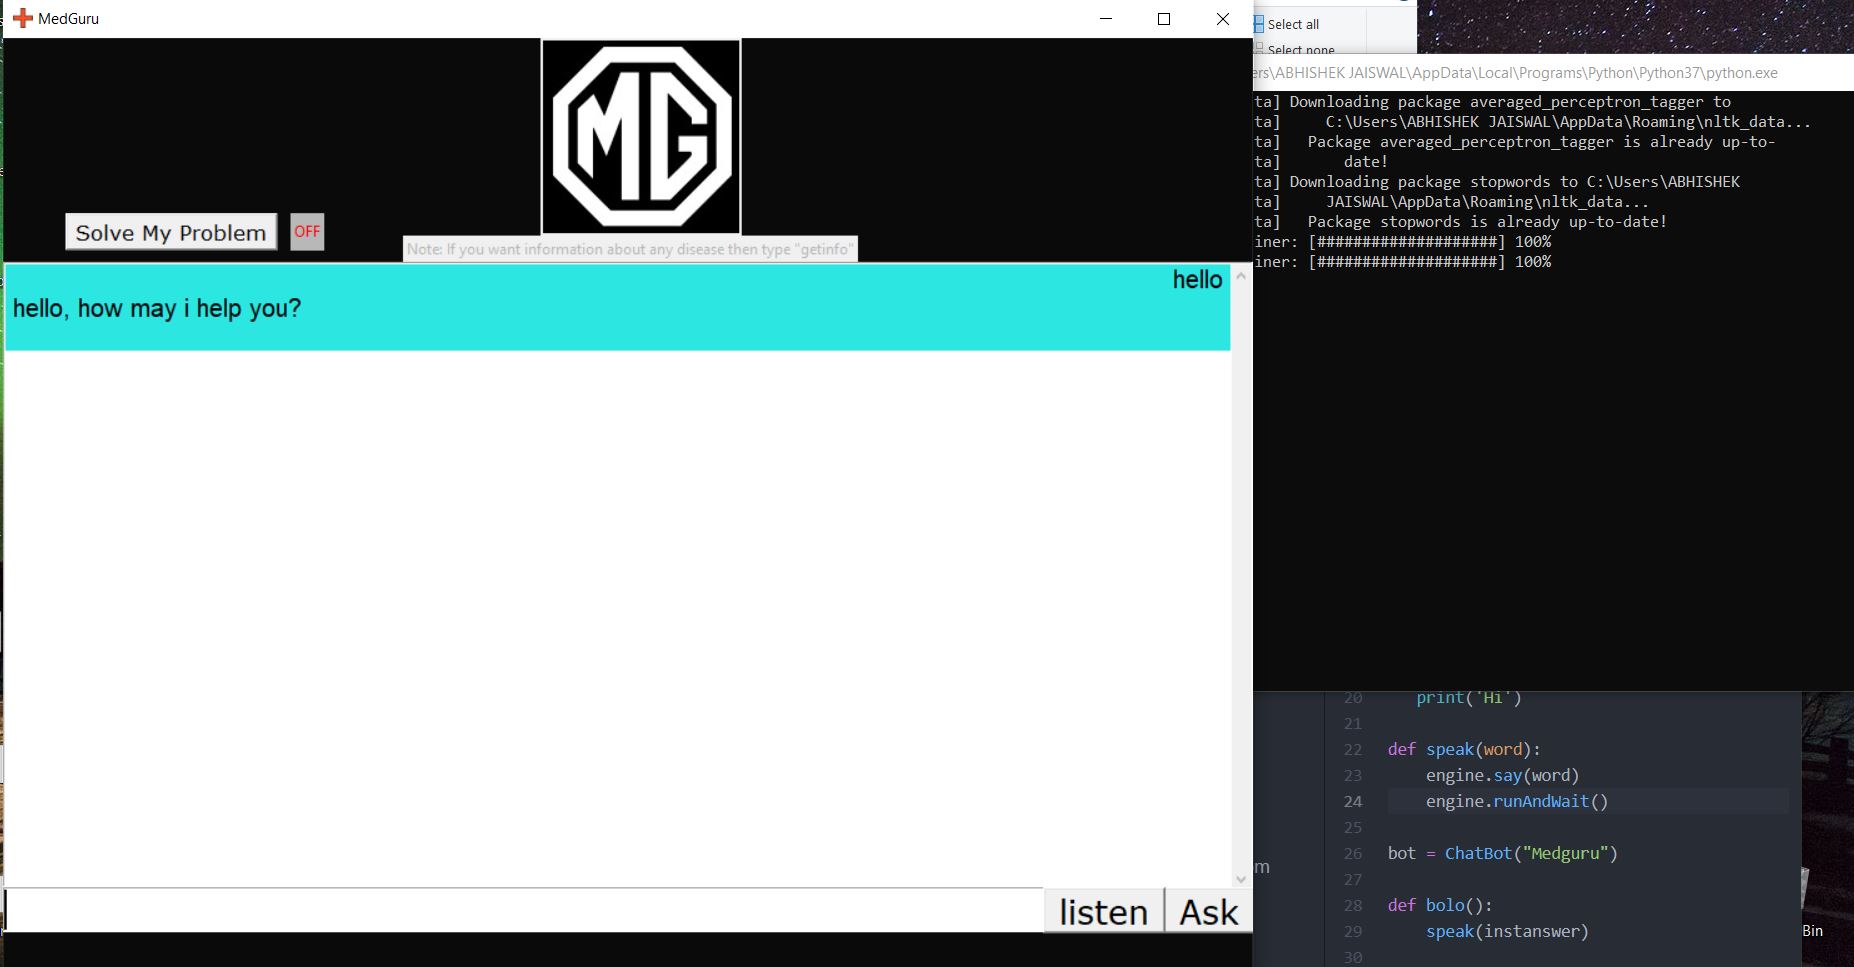 MedGuru
MG
Solve My Problem
OFF
Note: If you want information about any disease then type "getinfo"
hello
hello, how may i help you?
listen
Ask
Select all
Select none
ers\ABHISHEK JAISWAL\AppData\Local\Programs\Python\Python37\python.exe
ta] Downloading package averaged_perceptron_tagger to
ta]     C:\Users\ABHISHEK JAISWAL\AppData\Roaming\nltk_data...
ta]   Package averaged_perceptron_tagger is already up-to-
ta]       date!
ta] Downloading package stopwords to C:\Users\ABHISHEK
ta]     JAISWAL\AppData\Roaming\nltk_data...
ta]   Package stopwords is already up-to-date!
iner: [####################] 100%
iner: [####################] 100%
20 print('Hi')
21
22 def speak(word):
23     engine.say(word)
24     engine.runAndWait()
25
26 bot = ChatBot("Medguru")
27
28 def bolo():
29     speak(instanswer)
30
m
Bin